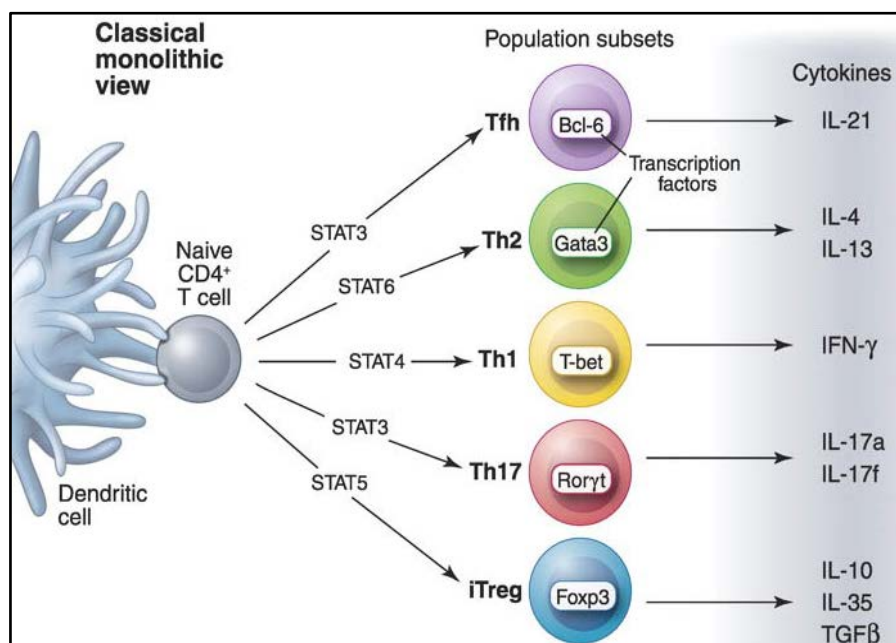 Classical
monolithic
view
Population subsets
Cytokines
Naive
CD4+
T cell
Dendritic
cell
STAT3
STAT6
STAT4
STAT3
STAT5
Tfh
Bcl-6
IL-21
Transcription
factors
Th2
Gata3
IL-4
IL-13
Th1
T-bet
IFN-γ
Th17
Rorγt
IL-17a
IL-17f
iTreg
Foxp3
IL-10
IL-35
TGFβ